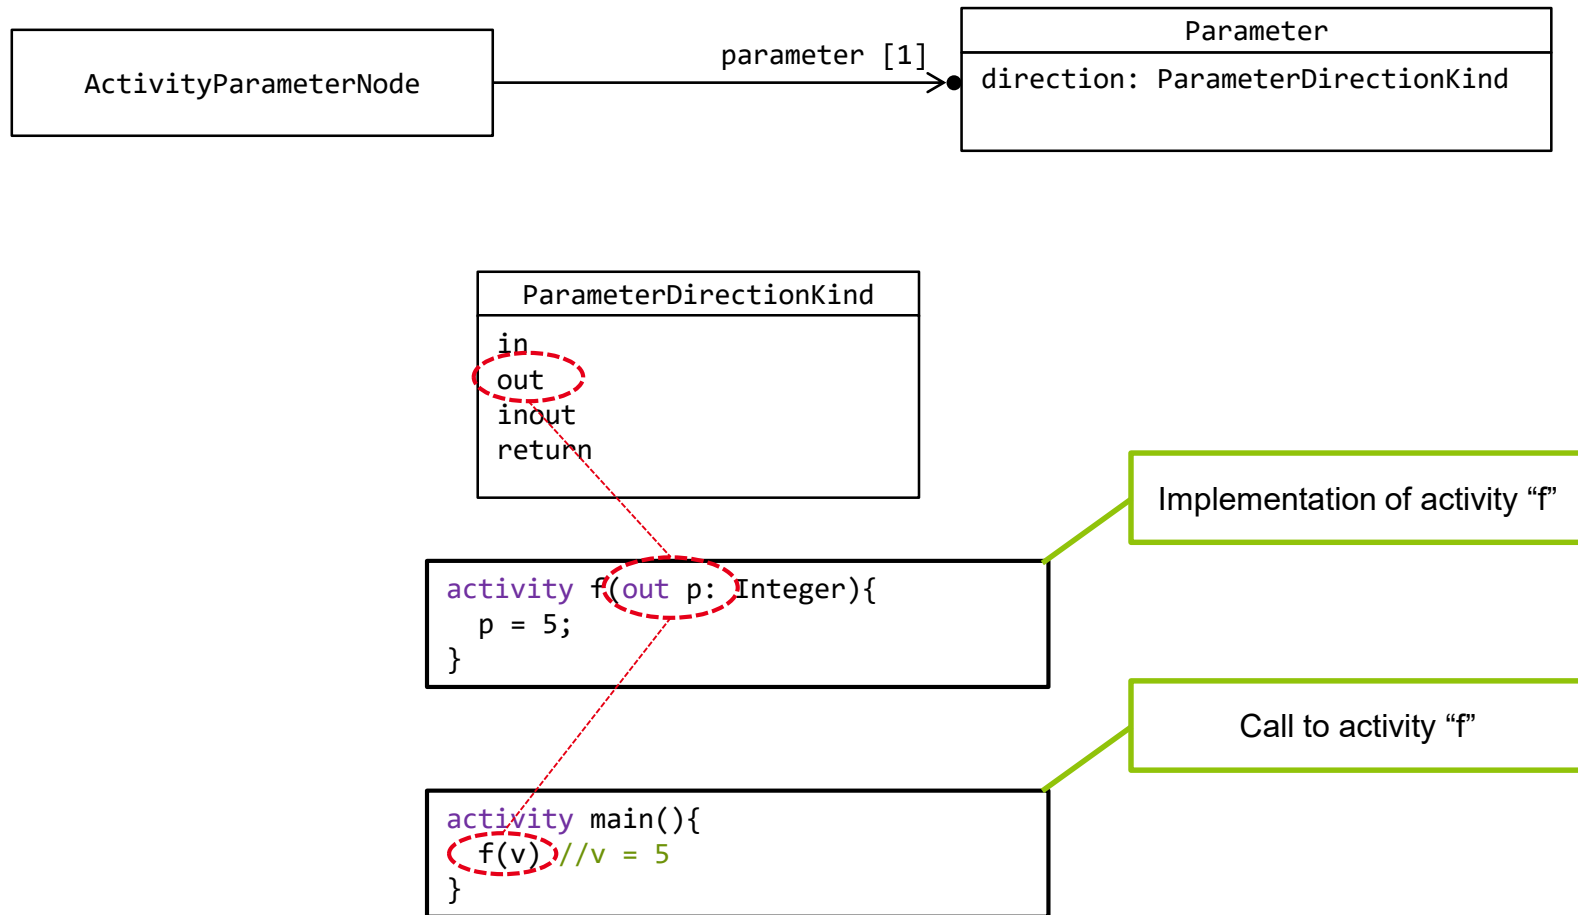 ActivityParameterNode
parameter [1]
Parameter
direction: ParameterDirectionKind
ParameterDirectionKind
in
out
inout
return
Implementation of activity “f”
activity f(out p: Integer){
p = 5;
}
Call to activity “f”
activity main(){
f(v) //v = 5
}